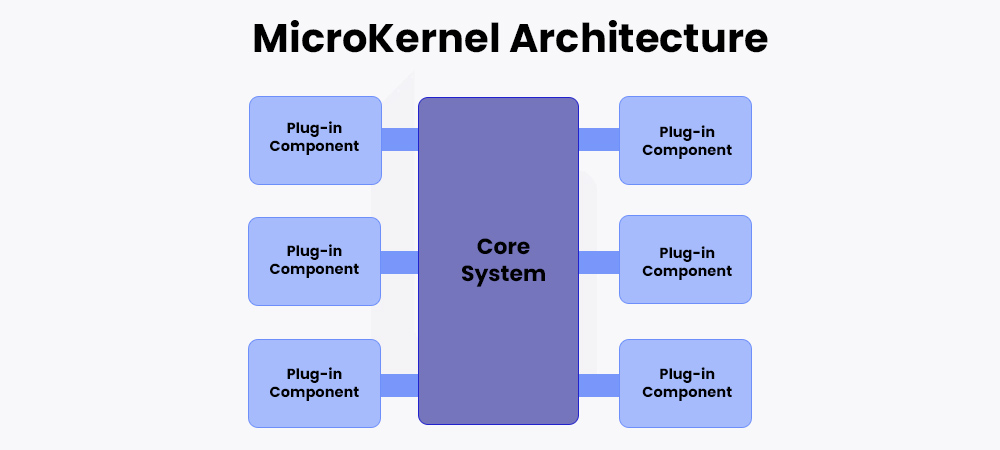 MicroKernel Architecture
Plug-in
Component
Plug-in
Component
Plug-in
Component
Core
System
Plug-in
Component
Plug-in
Component
Plug-in
Component